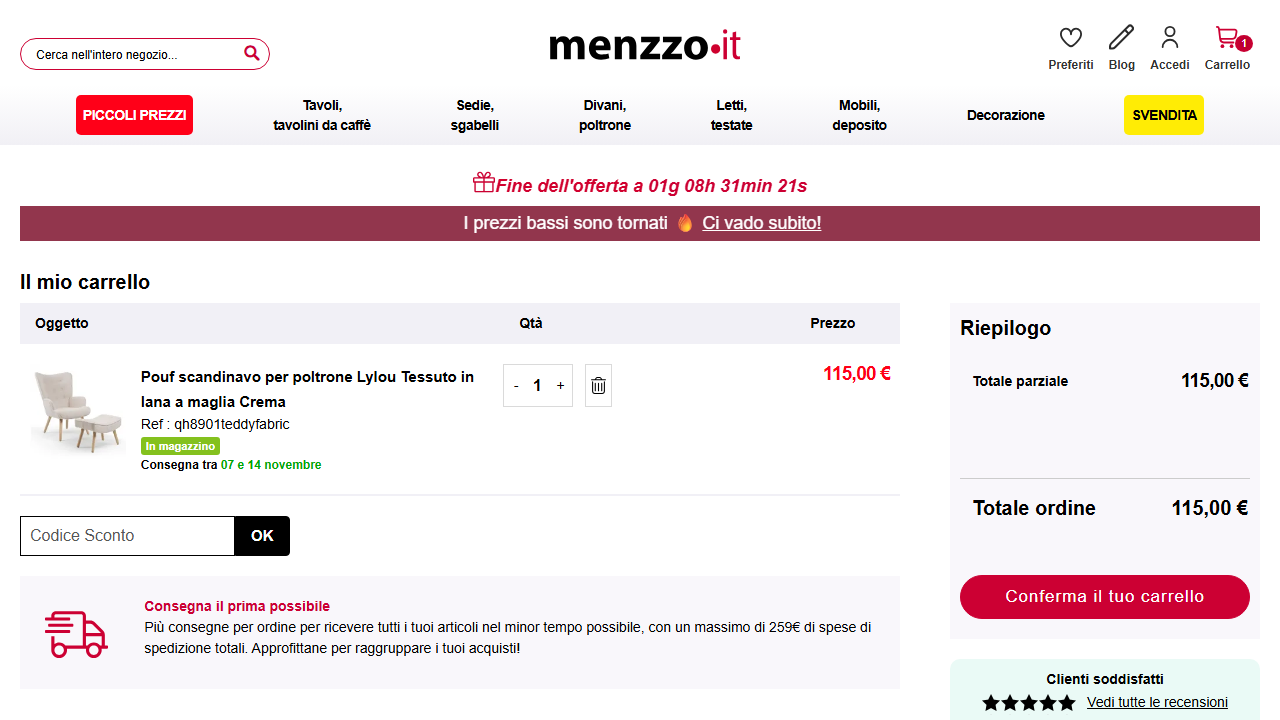 Cerca nell'intero negozio...
menzzo•it
Preferiti
Blog
Accedi
1
Carrello
PICCOLI PREZZI
Tavoli,
tavolini da caffè
Sedie,
sgabelli
Divani,
poltrone
Letti,
testate
Mobili,
deposito
Decorazione
SVENDITA
Fine dell'offerta a 01g 08h 31min 21s
I prezzi bassi sono tornati 🔥 Ci vado subito!
Il mio carrello
Oggetto Qtà Prezzo
Pouf scandinavo per poltrone Lylou Tessuto in
lana a maglia Crema
Ref : qh8901teddyfabric
In magazzino
Consegna tra 07 e 14 novembre
- 1 +
115,00 €
Codice Sconto
OK
Consegna il prima possibile
Più consegne per ordine per ricevere tutti i tuoi articoli nel minor tempo possibile, con un massimo di 259€ di spese di
spedizione totali. Approfittane per raggruppare i tuoi acquisti!
Riepilogo
Totale parziale 115,00 €
Totale ordine 115,00 €
Conferma il tuo carrello
Clienti soddisfatti
Vedi tutte le recensioni